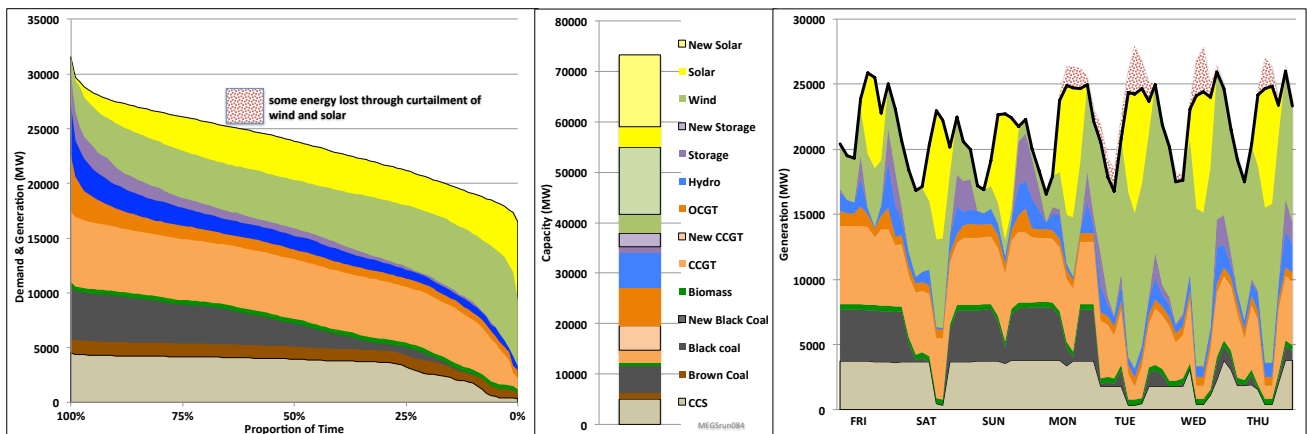 35000
30000
25000
20000
15000
10000
5000
0
Demand & Generation (MW)
some energy lost through curtailment of
wind and solar
100%
75%
50%
25%
0%
Proportion of Time
80000
70000
60000
50000
40000
30000
20000
10000
0
Capacity (MW)
New Solar
Solar
Wind
New Storage
Storage
Hydro
OCGT
New CCGT
CCGT
Biomass
New Black Coal
Black coal
Brown Coal
CCS
MEGSrun084
30000
25000
20000
15000
10000
5000
0
Generation (MW)
FRI
SAT
SUN
MON
TUE
WED
THU